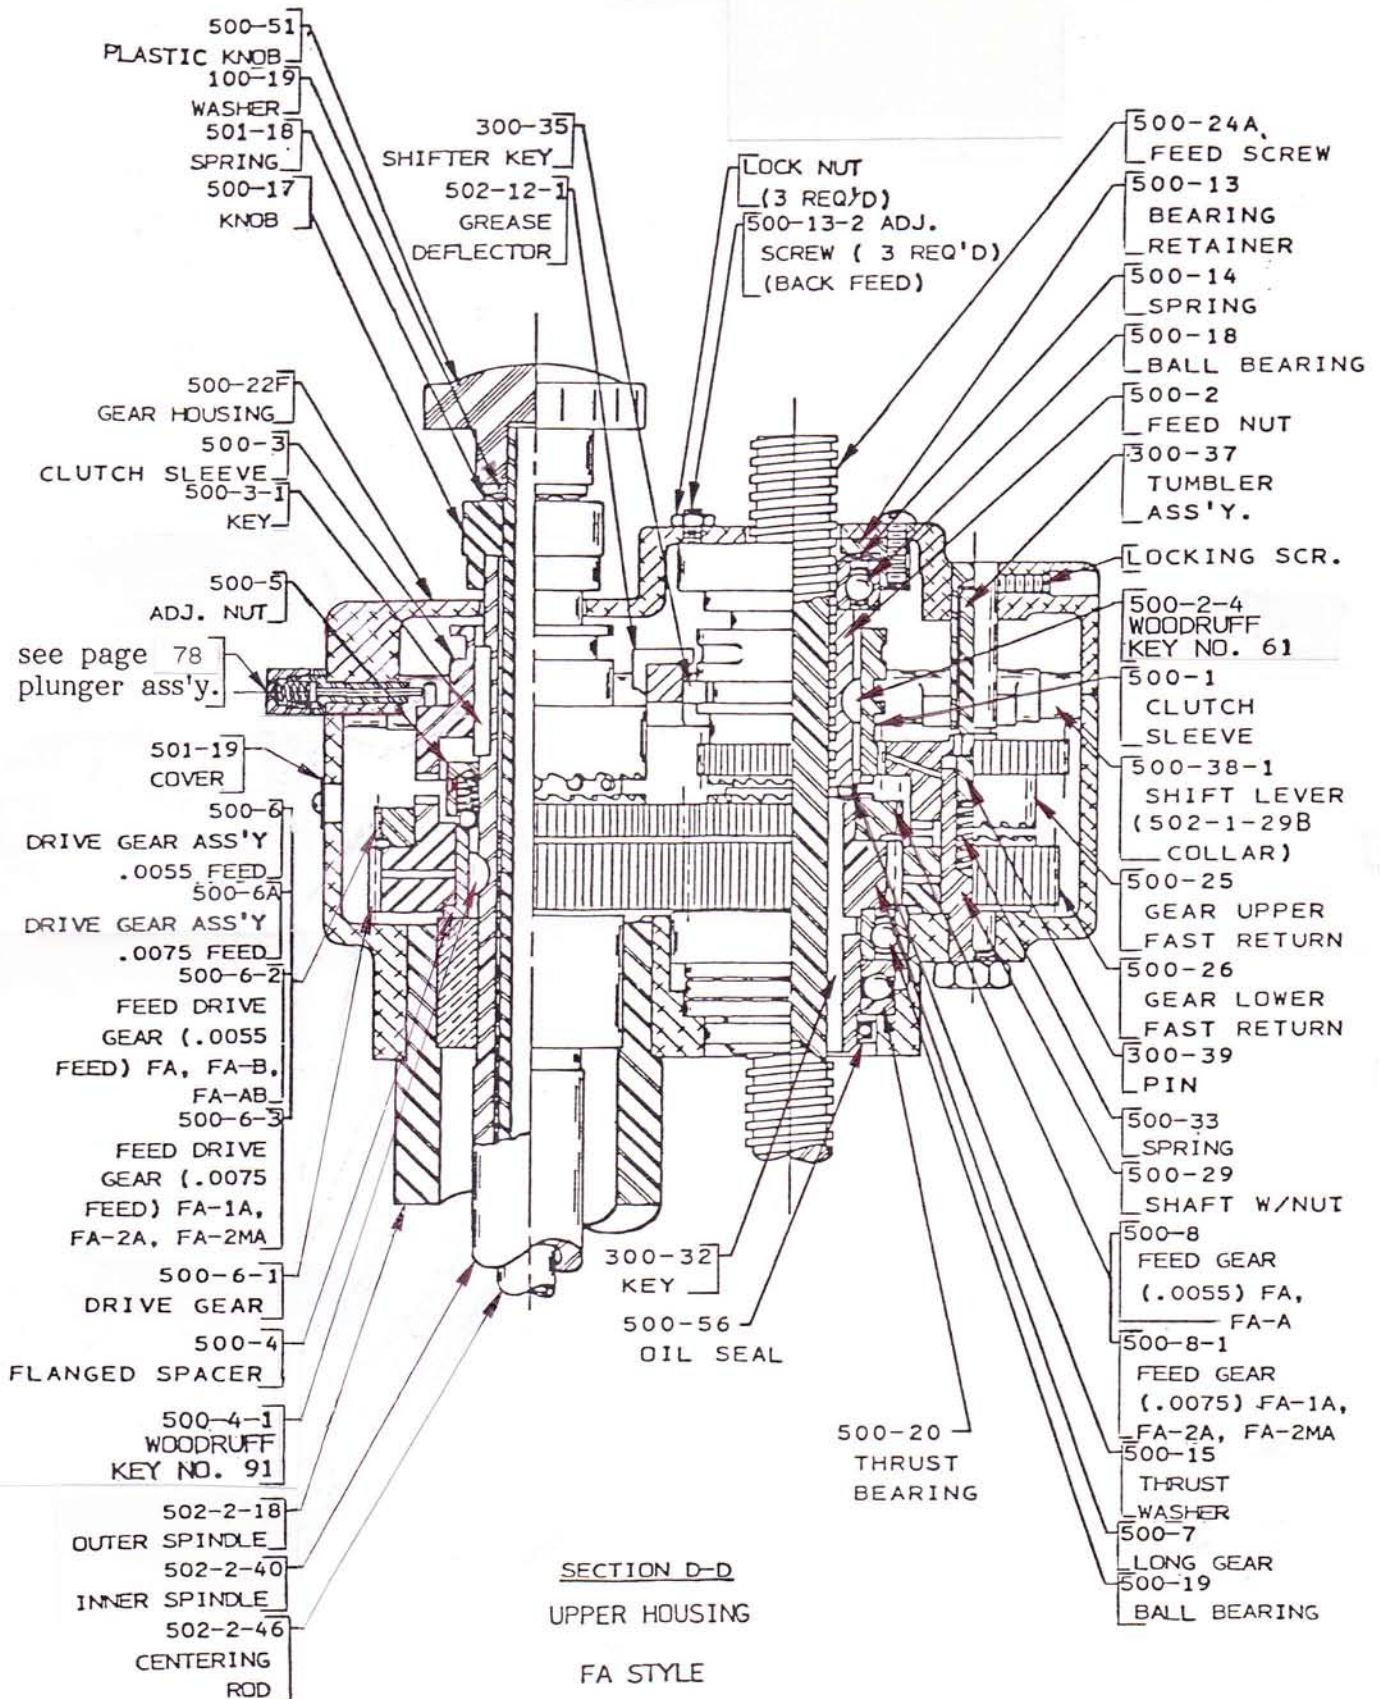 500-51
PLASTIC KNOB
100-19
WASHER
501-18
SPRING
500-17
KNOB
300-35
SHIFTER KEY
502-12-1
GREASE
DEFLECTOR
LOCK NUT
(3 REQ'D)
500-13-2 ADJ.
SCREW ( 3 REQ'D)
(BACK FEED)
500-24A,
FEED SCREW
500-13
BEARING
RETAINER
500-14
SPRING
500-18
BALL BEARING
500-2
FEED NUT
300-37
TUMBLER
ASS'Y.
LOCKING SCR.
500-2-4
WOODRUFF
KEY NO. 61
500-1
CLUTCH
SLEEVE
500-38-1
SHIFT LEVER
(502-1-29B
COLLAR)
500-25
GEAR UPPER
FAST RETURN
500-26
GEAR LOWER
FAST RETURN
300-39
PIN
500-33
SPRING
500-29
SHAFT W/NUT
500-8
FEED GEAR
(.0055) FA,
FA-A
500-8-1
FEED GEAR
(.0075) FA-1A,
FA-2A, FA-2MA
500-15
THRUST
WASHER
500-7
LONG GEAR
500-19
BALL BEARING
500-22F
GEAR HOUSING
500-3
CLUTCH SLEEVE
500-3-1
KEY
500-5
ADJ. NUT
see page 78
plunger ass'y.
501-19
COVER
500-6
DRIVE GEAR ASS'Y
.0055 FEED
500-6A
DRIVE GEAR ASS'Y
.0075 FEED
500-6-2
FEED DRIVE
GEAR (.0055
FEED) FA, FA-B,
FA-AB
500-6-3
FEED DRIVE
GEAR (.0075
FEED) FA-1A,
FA-2A, FA-2MA
500-6-1
DRIVE GEAR
500-4
FLANGED SPACER
500-4-1
WOODRUFF
KEY NO. 91
502-2-18
OUTER SPINDLE
502-2-40
INNER SPINDLE
502-2-46
CENTERING
ROD
300-32
KEY
500-56
OIL SEAL
500-20
THRUST
BEARING
SECTION D-D
UPPER HOUSING
FA STYLE